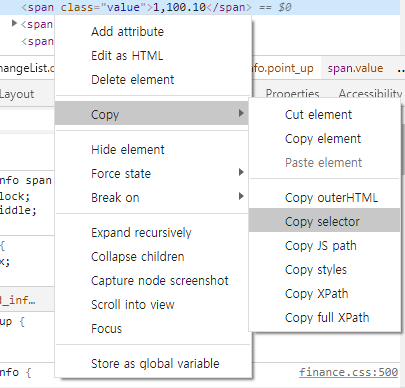 <span class="value">1,100.10</span> == $0
<span
<span
Add attribute
Edit as HTML
Delete element
angeList. nfo.point_up span.value
Layout Properties Accessibility
Copy
Cut element
Copy element
Paste element
Hide element
Force state
Break on
nfo span
lock;
iddle;
Copy outerHTML
Copy selector
Copy JS path
Copy styles
Copy XPath
Copy full XPath
Expand recursively
Collapse children
Capture node screenshot
Scroll into view
Focus
{
x;
d_inf…
up {
Store as global variable
nfo {
finance.css:500